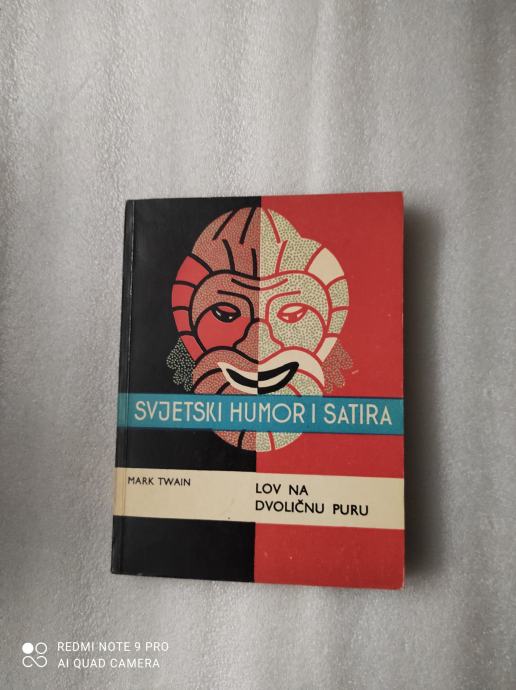 SVJETSKI HUMOR I SATIRA
MARK TWAIN
LOV NA
DVOLIČNU PURU
REDMI NOTE 9 PRO
AI QUAD CAMERA